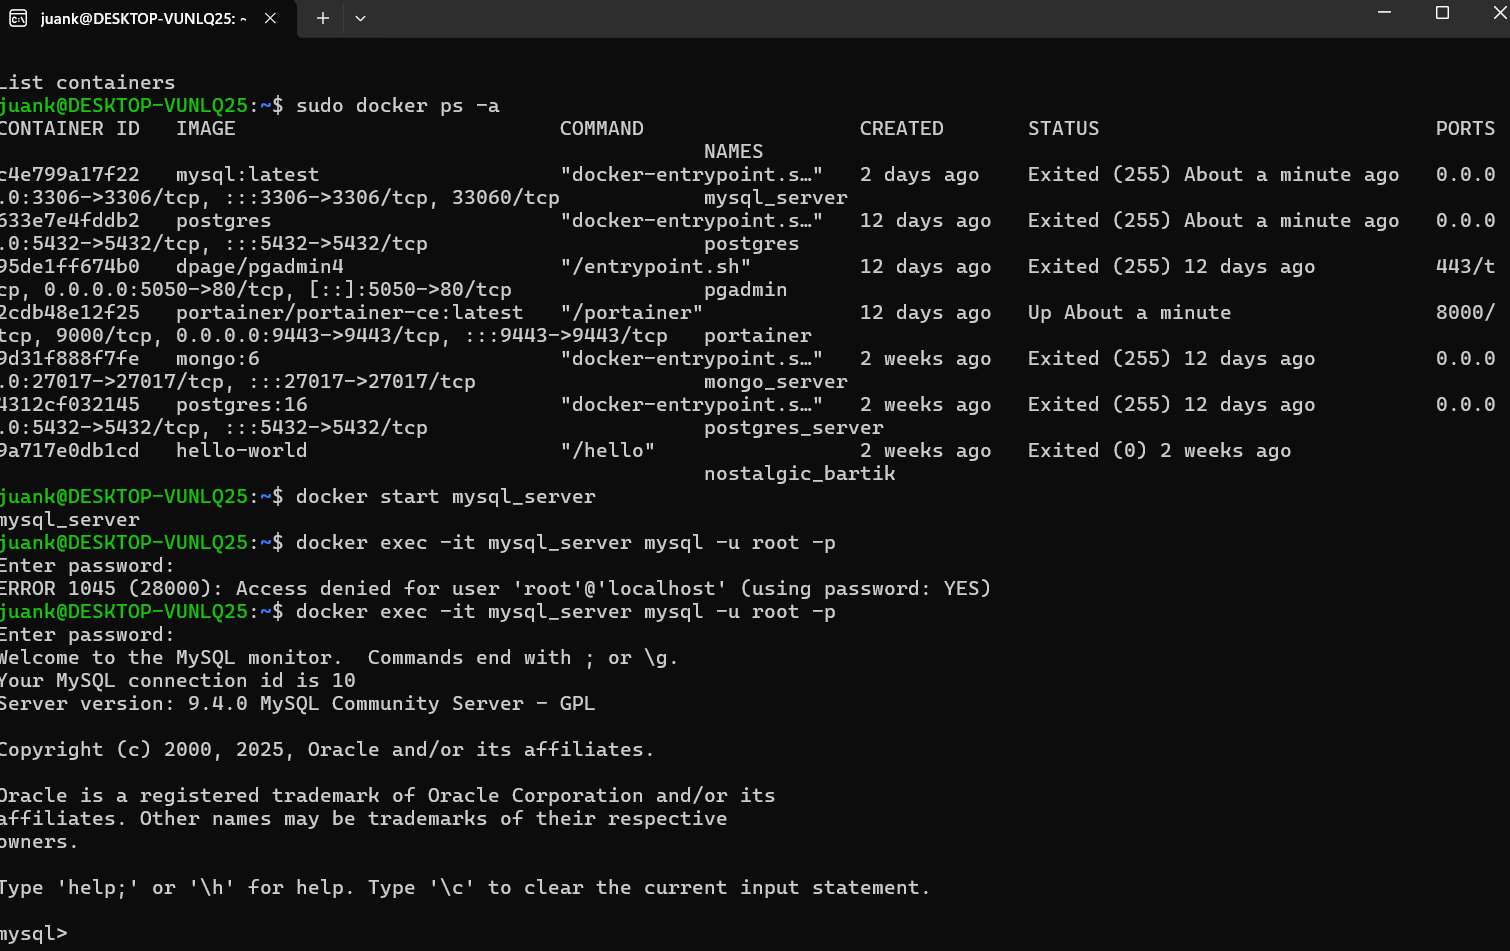 juank@DESKTOP-VUNLQ25: ~
List containers
juank@DESKTOP-VUNLQ25:~$ sudo docker ps -a
CONTAINER ID   IMAGE                           COMMAND                  CREATED       STATUS                            PORTS
NAMES
c4e799a17f22   mysql:latest                    "docker-entrypoint.s…"   2 days ago    Exited (255) About a minute ago   0.0.0
.0:3306->3306/tcp, :::3306->3306/tcp, 33060/tcp            mysql_server
633e7e4fddb2   postgres                        "docker-entrypoint.s…"   12 days ago   Exited (255) About a minute ago   0.0.0
.0:5432->5432/tcp, :::5432->5432/tcp                       postgres
95de1ff674b0   dpage/pgadmin4                  "/entrypoint.sh"         12 days ago   Exited (255) 12 days ago          443/t
cp, 0.0.0.0:5050->80/tcp, [::]:5050->80/tcp                pgadmin
2cdb48e12f25   portainer/portainer-ce:latest   "/portainer"             12 days ago   Up About a minute                 8000/
tcp, 9000/tcp, 0.0.0.0:9443->9443/tcp, :::9443->9443/tcp   portainer
9d31f888f7fe   mongo:6                         "docker-entrypoint.s…"   2 weeks ago   Exited (255) 12 days ago          0.0.0
.0:27017->27017/tcp, :::27017->27017/tcp                   mongo_server
4312cf032145   postgres:16                     "docker-entrypoint.s…"   2 weeks ago   Exited (255) 12 days ago          0.0.0
.0:5432->5432/tcp, :::5432->5432/tcp                       postgres_server
9a717e0db1cd   hello-world                     "/hello"                 2 weeks ago   Exited (0) 2 weeks ago
nostalgic_bartik
juank@DESKTOP-VUNLQ25:~$ docker start mysql_server
mysql_server
juank@DESKTOP-VUNLQ25:~$ docker exec -it mysql_server mysql -u root -p
Enter password:
ERROR 1045 (28000): Access denied for user 'root'@'localhost' (using password: YES)
juank@DESKTOP-VUNLQ25:~$ docker exec -it mysql_server mysql -u root -p
Enter password:
Welcome to the MySQL monitor.  Commands end with ; or \g.
Your MySQL connection id is 10
Server version: 9.4.0 MySQL Community Server - GPL
Copyright (c) 2000, 2025, Oracle and/or its affiliates.
Oracle is a registered trademark of Oracle Corporation and/or its
affiliates. Other names may be trademarks of their respective
owners.
Type 'help;' or '\h' for help. Type '\c' to clear the current input statement.
mysql>